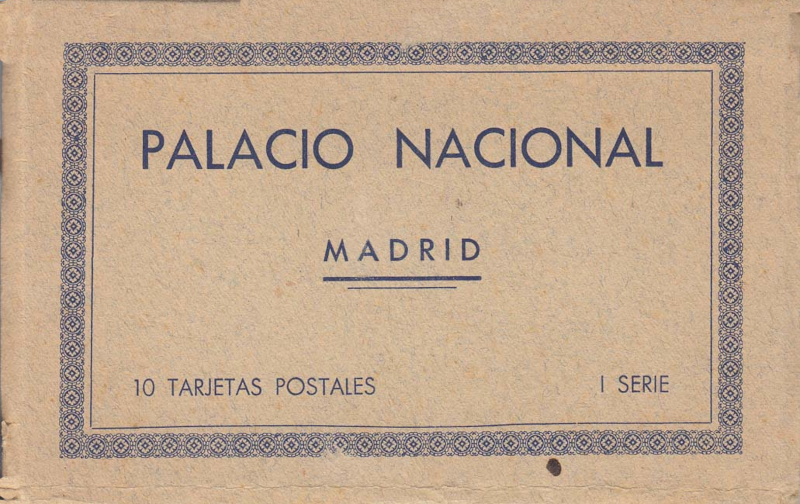 PALACIO NACIONAL
MADRID
10 TARJETAS POSTALES I SERIE